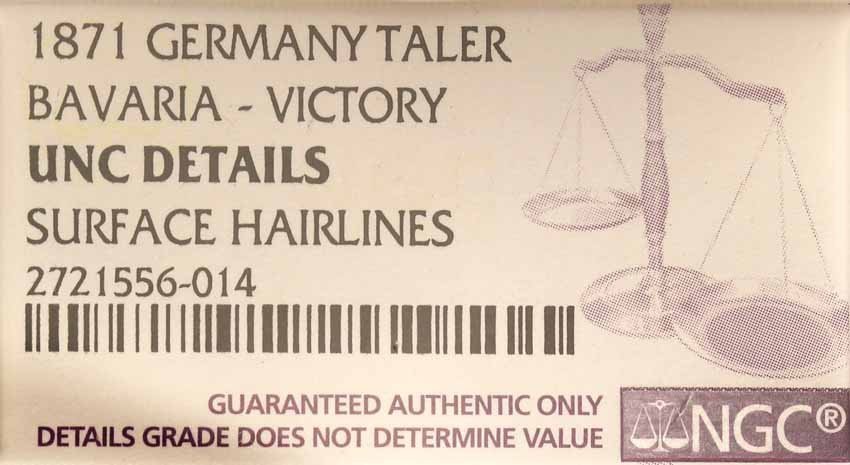 1871 GERMANY TALER
BAVARIA - VICTORY
UNC DETAILS
SURFACE HAIRLINES
2721556-014
GUARANTEED AUTHENTIC ONLY
DETAILS GRADE DOES NOT DETERMINE VALUE
NGC®